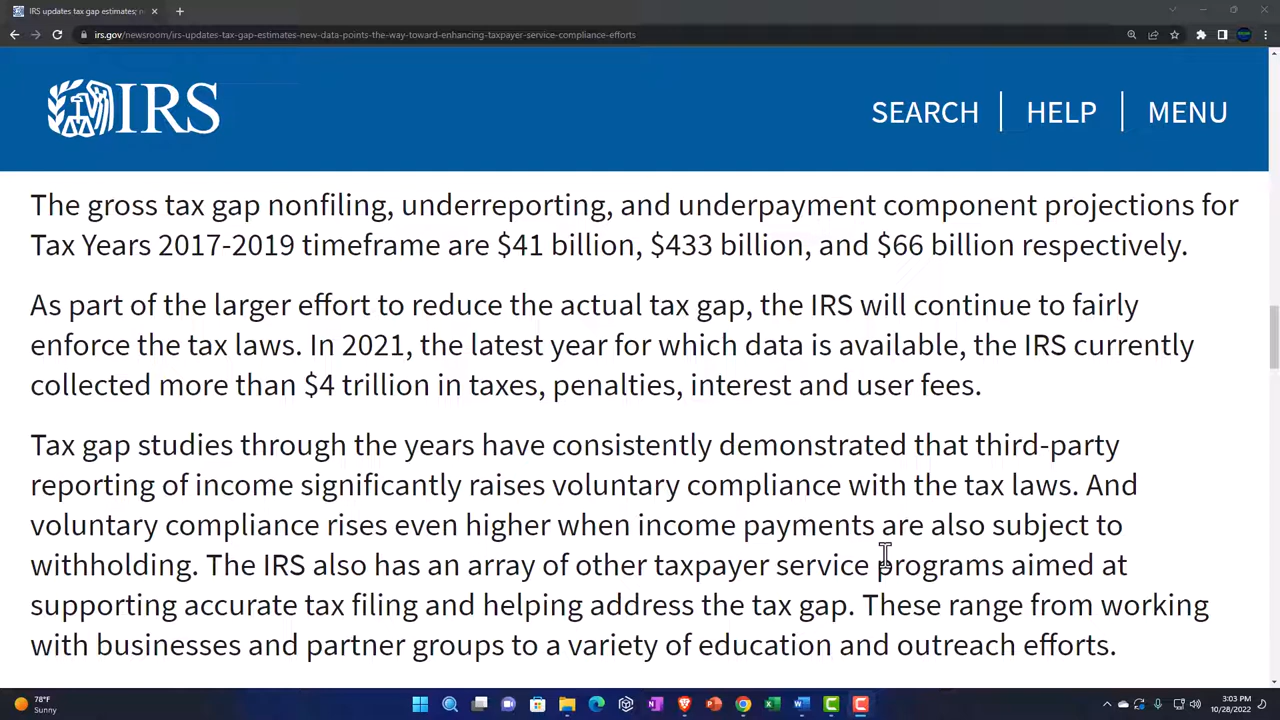 IRS updates tax gap estimates; n
irs.gov/newsroom/irs-updates-tax-gap-estimates-new-data-points-the-way-toward-enhancing-taxpayer-service-compliance-efforts
IRS
SEARCH
HELP
MENU
The gross tax gap nonfiling, underreporting, and underpayment component projections for
Tax Years 2017-2019 timeframe are $41 billion, $433 billion, and $66 billion respectively.
As part of the larger effort to reduce the actual tax gap, the IRS will continue to fairly
enforce the tax laws. In 2021, the latest year for which data is available, the IRS currently
collected more than $4 trillion in taxes, penalties, interest and user fees.
Tax gap studies through the years have consistently demonstrated that third-party
reporting of income significantly raises voluntary compliance with the tax laws. And
voluntary compliance rises even higher when income payments are also subject to
withholding. The IRS also has an array of other taxpayer service programs aimed at
supporting accurate tax filing and helping address the tax gap. These range from working
with businesses and partner groups to a variety of education and outreach efforts.
78°F
Sunny
3:03 PM
10/28/2022